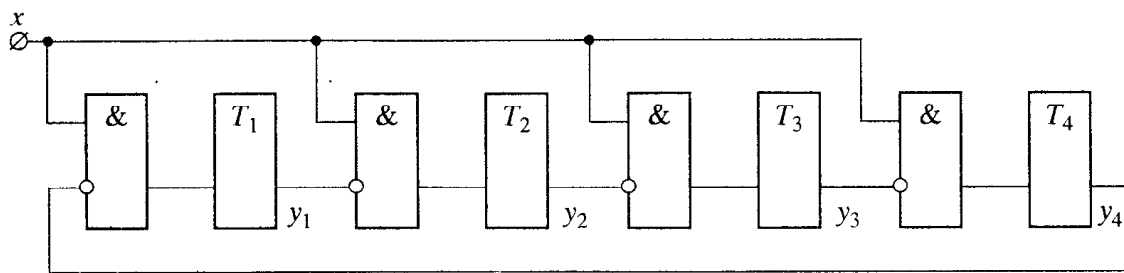 x
& T₁ & T₂ & T₃ & T₄
y₁ y₂ y₃ y₄